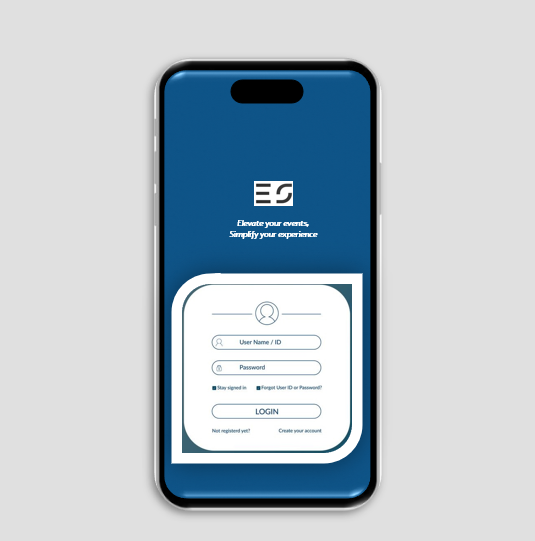 ES
Elevate your events,
Simplify your experience
User Name / ID
Password
Stay signed in
Forgot User ID or Password?
LOGIN
Not registerd yet?
Create your account